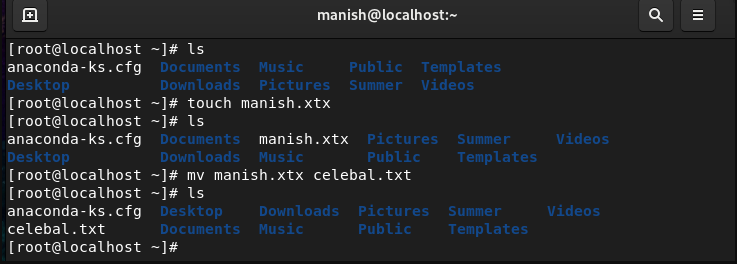 manish@localhost:~
[root@localhost ~]# ls
anaconda-ks.cfg  Documents  Music     Public  Templates
Desktop          Downloads  Pictures  Summer  Videos
[root@localhost ~]# touch manish.xtx
[root@localhost ~]# ls
anaconda-ks.cfg  Documents  manish.xtx  Pictures  Summer     Videos
Desktop          Downloads  Music       Public    Templates
[root@localhost ~]# mv manish.xtx celebal.txt
[root@localhost ~]# ls
anaconda-ks.cfg  Desktop    Downloads  Pictures  Summer     Videos
celebal.txt      Documents  Music      Public    Templates
[root@localhost ~]#